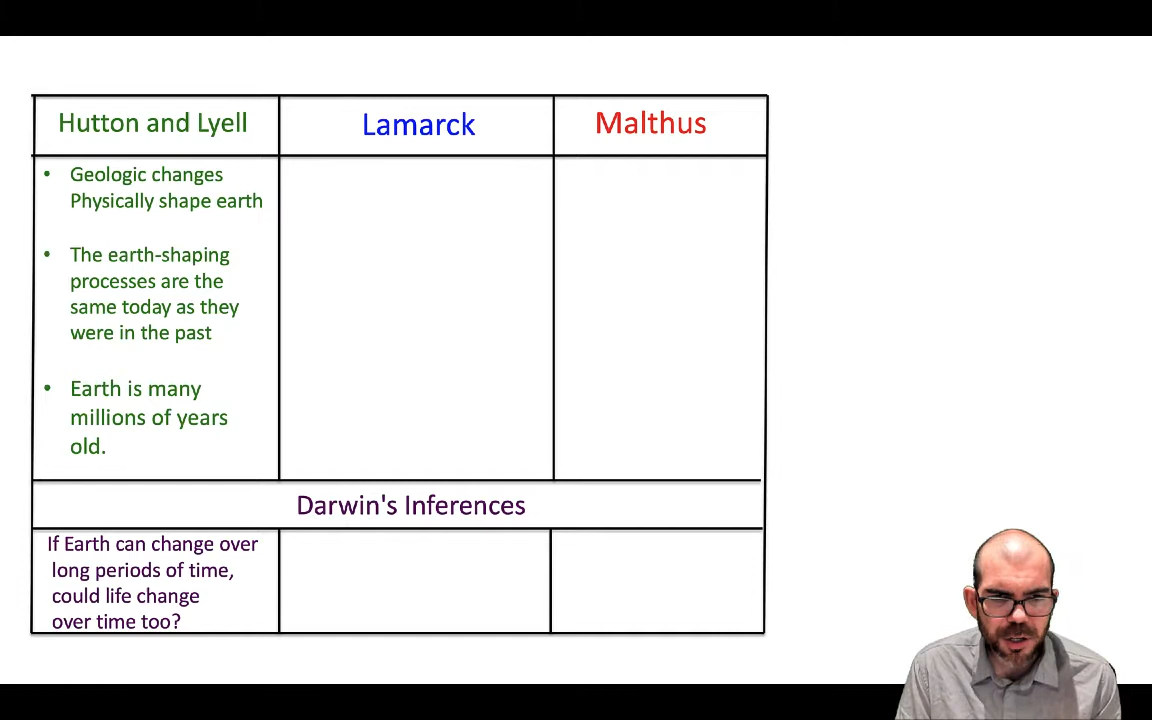 Hutton and Lyell
Lamarck
Malthus
• Geologic changes
Physically shape earth
• The earth-shaping
processes are the
same today as they
were in the past
• Earth is many
millions of years
old.
Darwin's Inferences
If Earth can change over
long periods of time,
could life change
over time too?